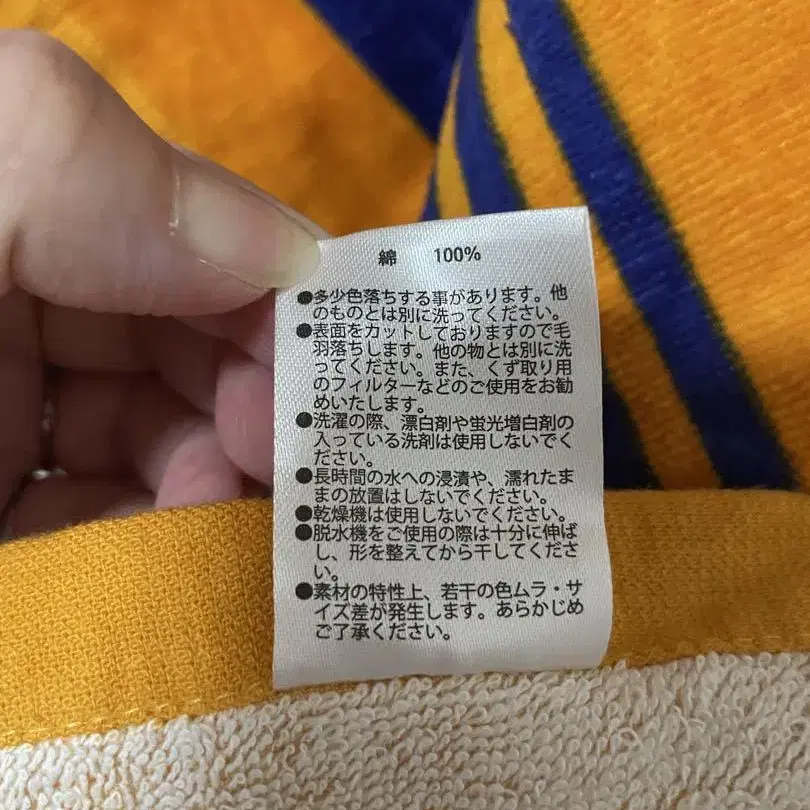 綿 100%
●多少色落ちする事があります。他
のものとは別に洗ってください。
●表面をカットしておりますので毛
羽落ちします。他の物とは別に洗
ってください。また、くず取り用
のフィルターなどのご使用をお勧
めいたします。
●洗濯の際、漂白剤や蛍光増白剤の
入っている洗剤は使用しないでく
ださい。
●長時間の水への浸漬や、濡れたま
まの放置はしないでください。
●乾燥機は使用しないでください。
●脱水機をご使用の際は十分に伸ば
し、形を整えてから干してくださ
い。
●素材の特性上、若干の色ムラ・サ
イズ差が発生します。あらかじめ
ご了承ください。